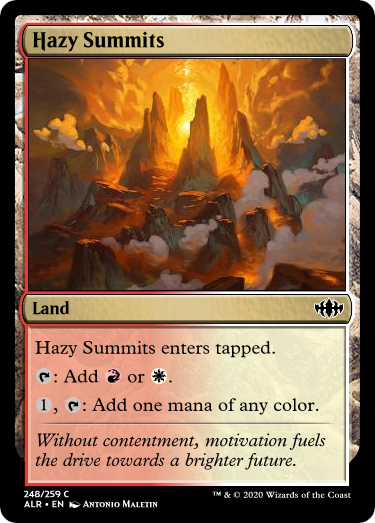 Hazy Summits
Land
Hazy Summits enters tapped.
: Add or .
1, : Add one mana of any color.
Without contentment, motivation fuels
the drive towards a brighter future.
248/259 C
ALR • EN Antonio Maletin
™ & © 2020 Wizards of the Coast